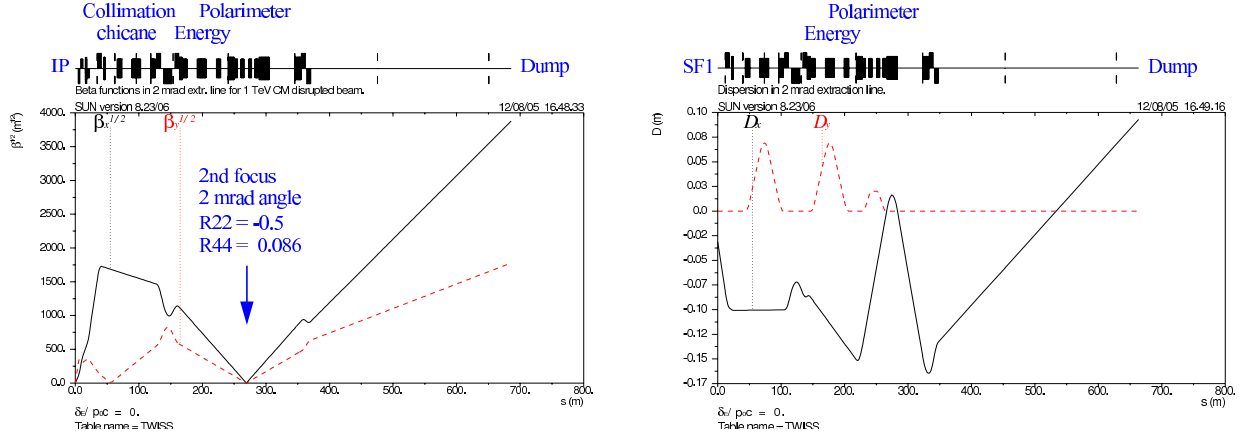 Collimation
chicane
Polarimeter
Energy
IP
Dump
Beta functions in 2 mrad extr. line for 1 TeV CM disrupted beam.
SUN version 8.23/06
12/08/05 16.48.33
4000.
3500.
3000.
2500.
2000.
1500.
1000.
500.
0.0
β^1/2 (m^1/2)
βx^1/2
βy^1/2
2nd focus
2 mrad angle
R22 = -0.5
R44 = 0.086
0.0 100. 200. 300. 400. 500. 600. 700. 800.
s (m)
δE/ p0c = 0.
Table name = TWISS
Polarimeter
Energy
SF1
Dump
Dispersion in 2 mrad extraction line.
SUN version 8.23/06
12/08/05 16.49.16
0.10
0.08
0.05
0.03
0.0
-0.02
-0.05
-0.07
-0.10
-0.12
-0.15
-0.17
D (m)
Dx
Dy
0.0 100. 200. 300. 400. 500. 600. 700. 800.
s (m)
δE/ p0c = 0.
Table name = TWISS